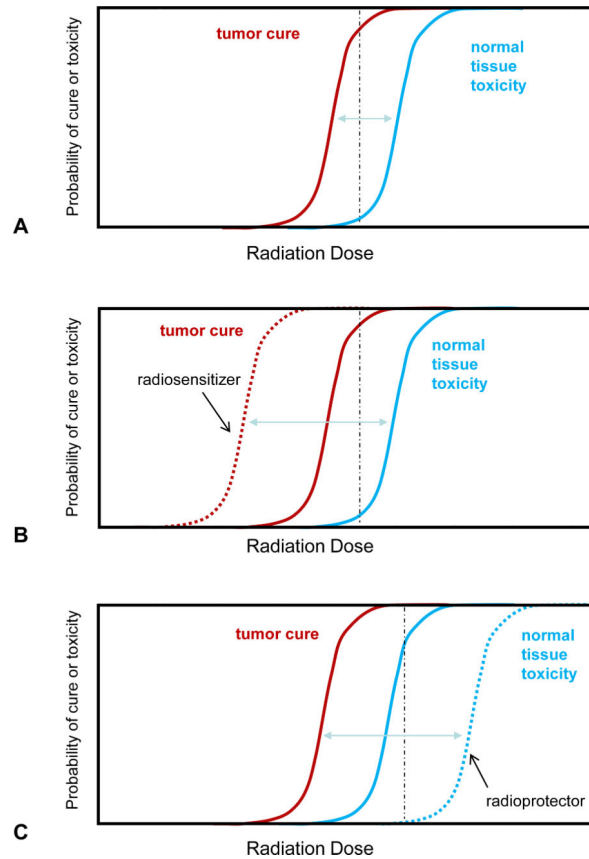 Probability of cure or toxicity
tumor cure
normal
tissue
toxicity
A
Radiation Dose
Probability of cure or toxicity
tumor cure
radiosensitizer
normal
tissue
toxicity
B
Radiation Dose
Probability of cure or toxicity
tumor cure
normal
tissue
toxicity
radioprotector
C
Radiation Dose